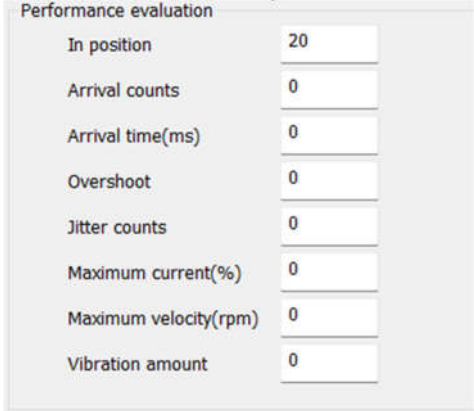 Performance evaluation
In position 20
Arrival counts 0
Arrival time(ms) 0
Overshoot 0
Jitter counts 0
Maximum current(%) 0
Maximum velocity(rpm) 0
Vibration amount 0